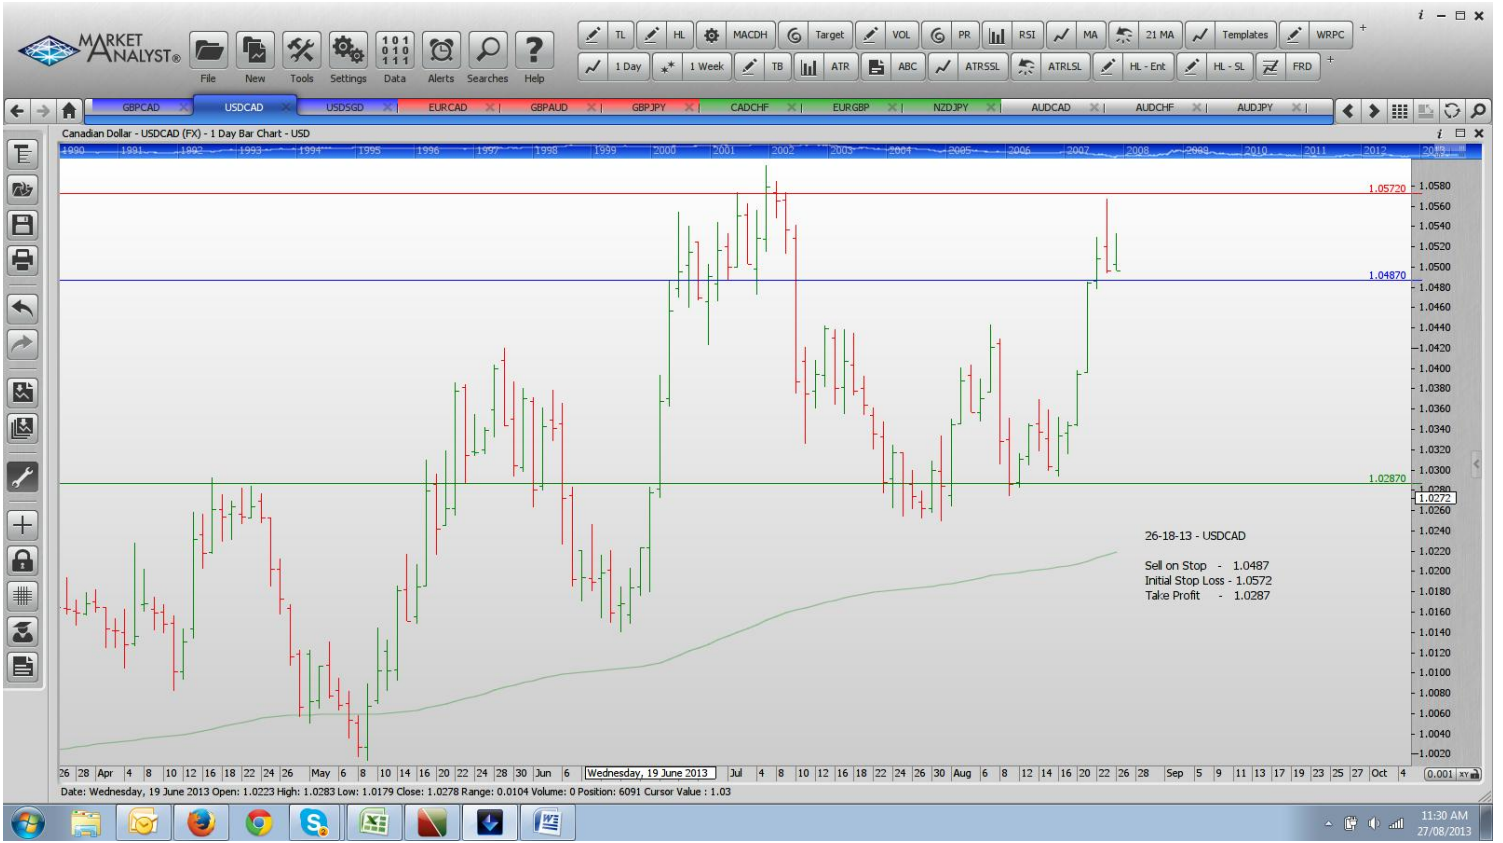 MARKET
ANALYST®
File New Tools Settings Data Alerts Searches Help
101
010
111
TL HL MACDH Target VOL PR RSI MA 21 MA Templates WRPC +
1 Day 1 Week TB ATR ABC ATRSSL ATRLSL HL - Ent HL - SL FRD +
GBPCAD USDCAD USDSGD EURCAD GBPAUD GBPJPY CADCHF EURGBP NZDJPY AUDCAD AUDCHF AUDJPY
Canadian Dollar - USDCAD (FX) - 1 Day Bar Chart - USD
1990 1991 1992 1993 1994 1995 1996 1997 1998 1999 2000 2001 2002 2003 2004 2005 2006 2007 2008 2009 2010 2011 2012
1.0580
1.05720
1.0560
1.0540
1.0520
1.0500
1.04870
1.0480
1.0460
1.0440
1.0420
1.0400
1.0380
1.0360
1.0340
1.0320
1.0300
1.02870
1.0280
1.0272
1.0260
1.0240
1.0220
1.0200
1.0180
1.0160
1.0140
1.0120
1.0100
1.0080
1.0060
1.0040
1.0020
26-18-13 - USDCAD
Sell on Stop - 1.0487
Initial Stop Loss - 1.0572
Take Profit - 1.0287
26 28 Apr 4 8 10 12 16 18 22 24 26 May 6 8 10 14 16 20 22 24 28 30 Jun 6 Wednesday, 19 June 2013 Jul 4 8 10 12 16 18 22 24 26 30 Aug 6 8 12 14 16 20 22 26 28 Sep 5 9 11 13 17 19 23 25 27 Oct 4 0.001 XY
Date: Wednesday, 19 June 2013 Open: 1.0223 High: 1.0283 Low: 1.0179 Close: 1.0278 Range: 0.0104 Volume: 0 Position: 6091 Cursor Value : 1.03
11:30 AM
27/08/2013